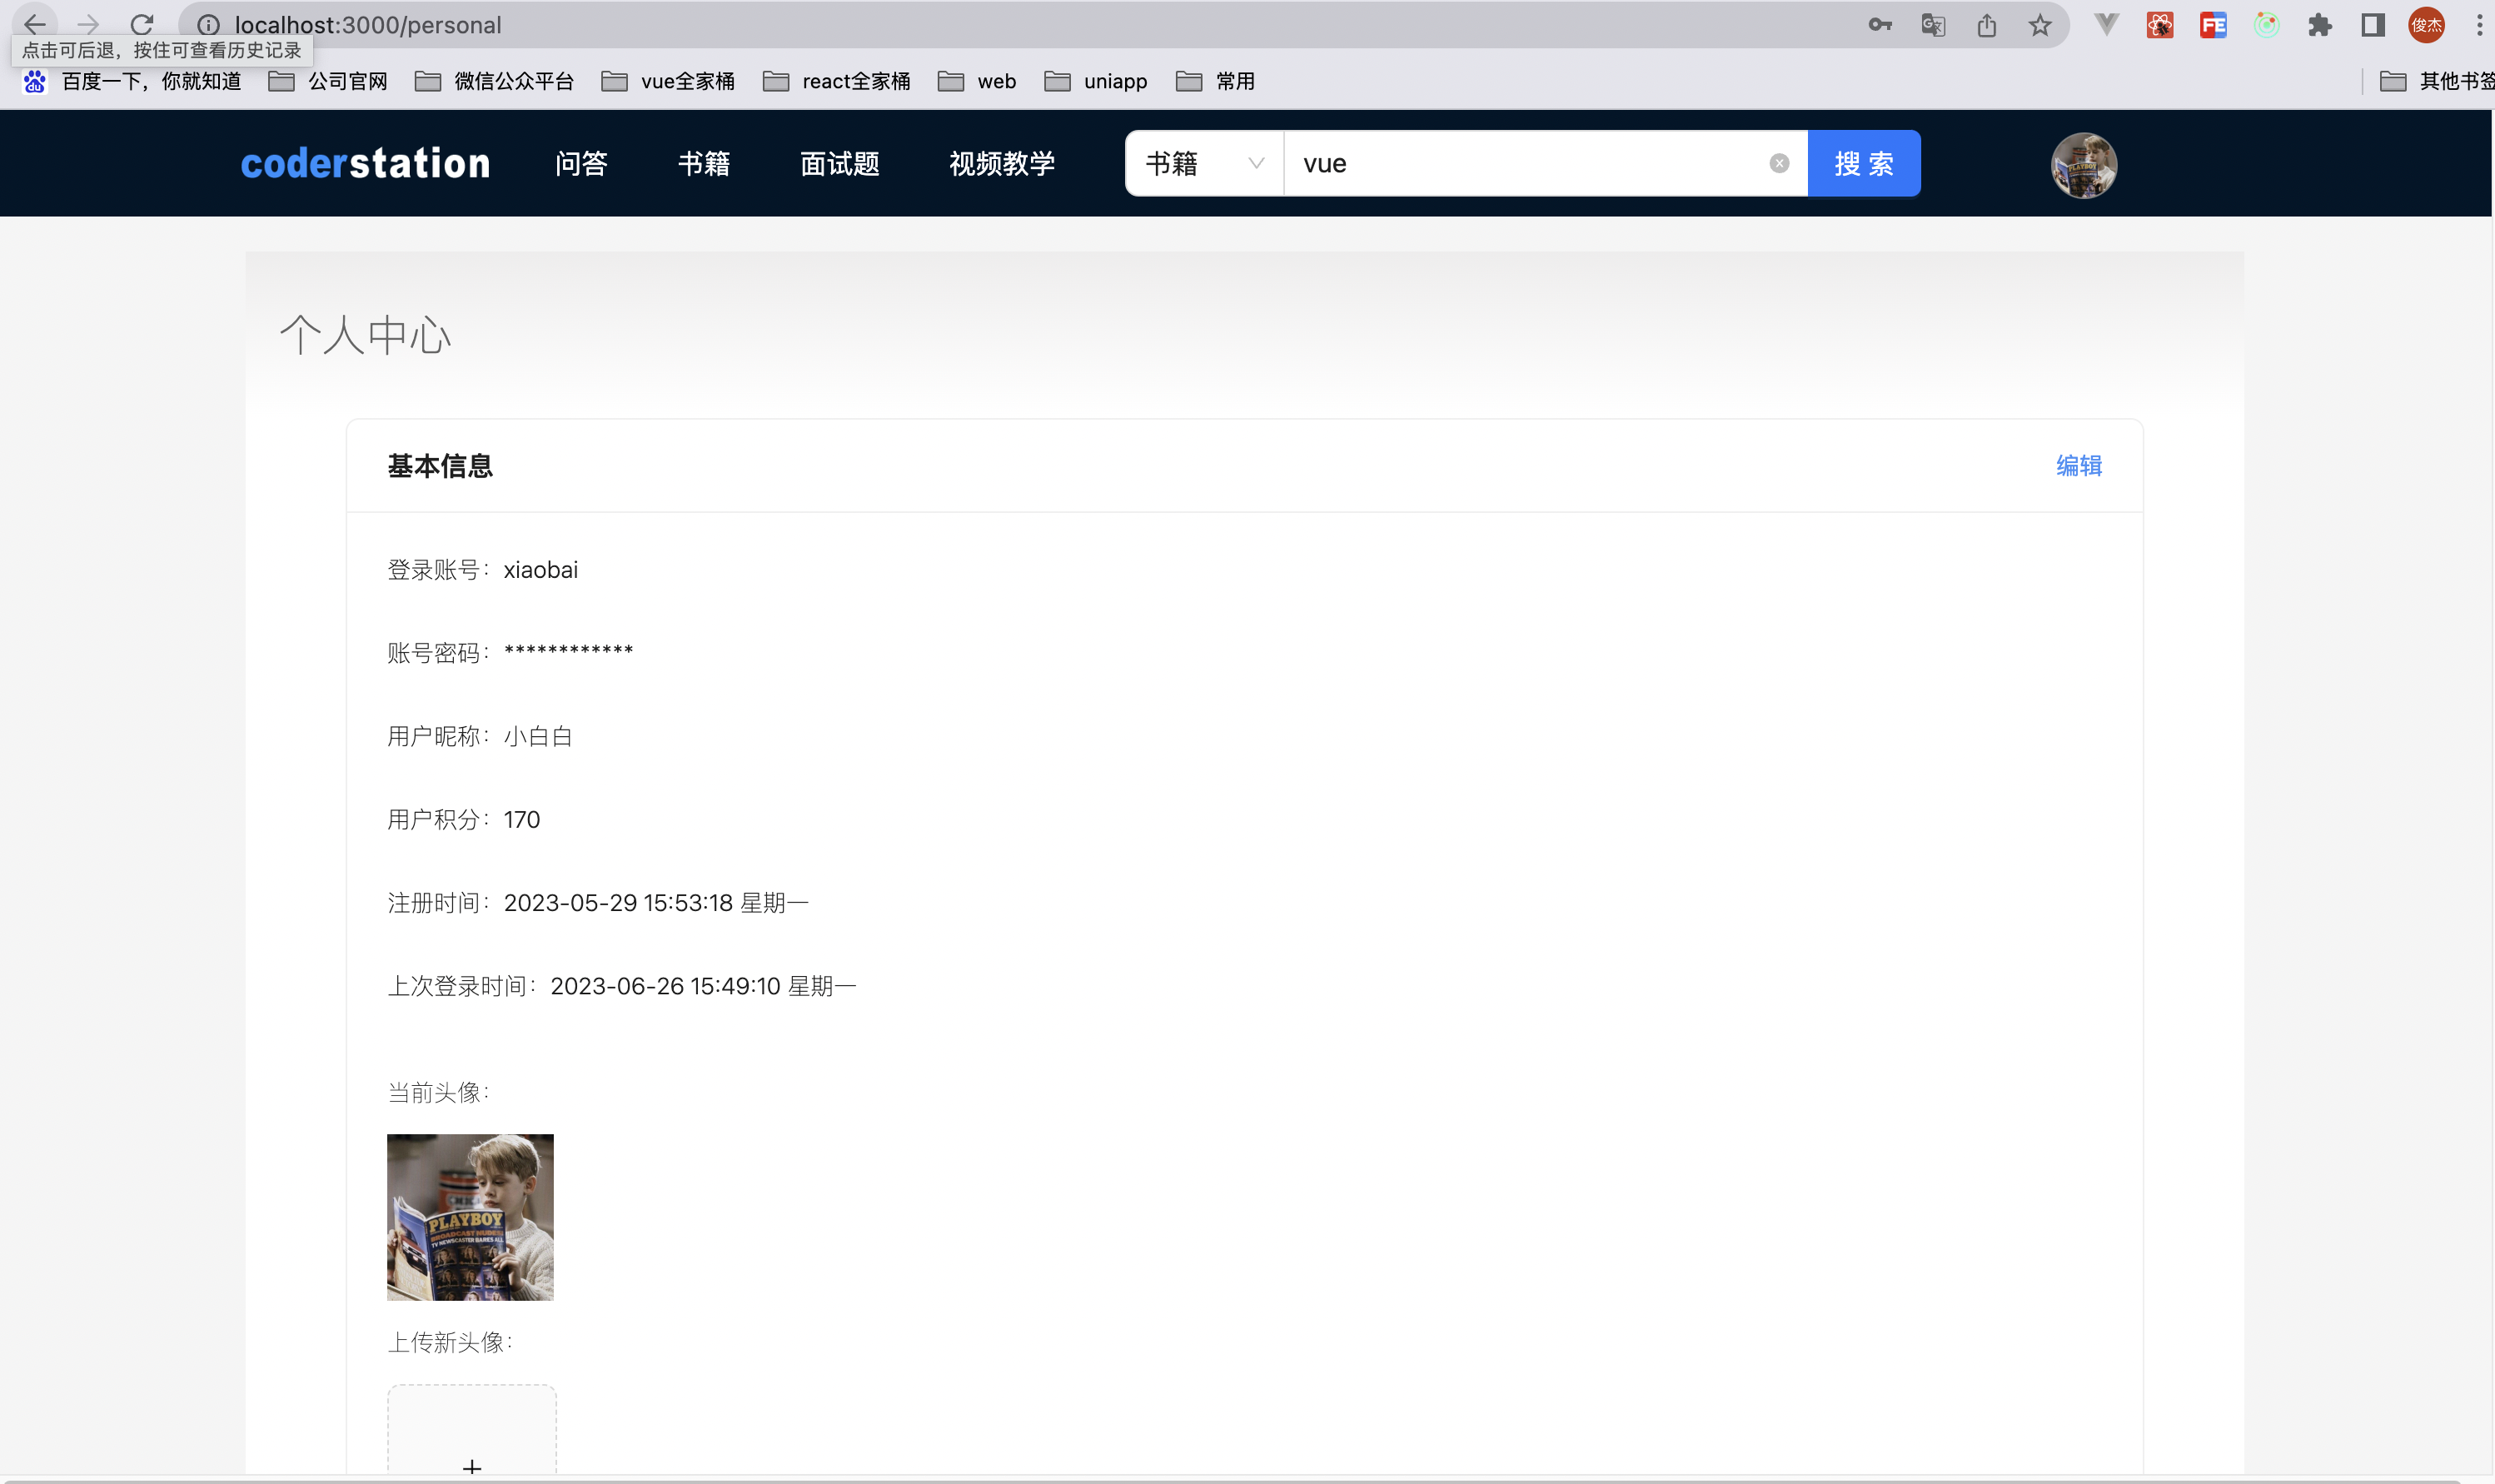 localhost:3000/personal
俊杰
点击可后退，按住可查看历史记录
百度一下，你就知道 公司官网 微信公众平台 vue全家桶 react全家桶 web uniapp 常用 其他书签
coderstation 问答 书籍 面试题 视频教学 书籍 vue 搜 索
个人中心
基本信息 编辑
登录账号： xiaobai
账号密码： ************
用户昵称： 小白白
用户积分： 170
注册时间： 2023-05-29 15:53:18 星期一
上次登录时间： 2023-06-26 15:49:10 星期一
当前头像：
PLAYBOY
上传新头像：
+